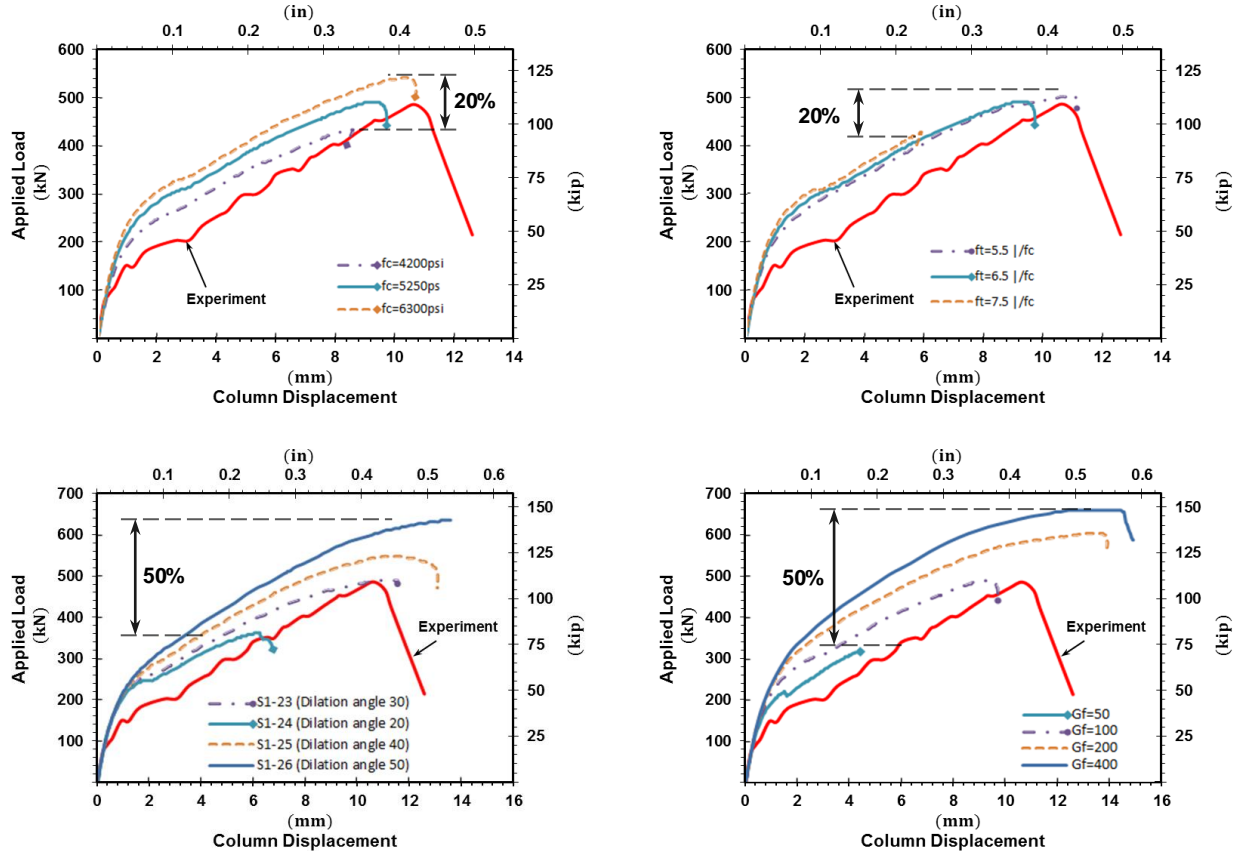 (in)
0.1 0.2 0.3 0.4 0.5
600
500
400
300
200
100
0
125
100
75
50
25
Applied Load
(kN)
(kip)
20%
Experiment
fc=4200psi
fc=5250ps
fc=6300psi
0 2 4 6 8 10 12 14
(mm)
Column Displacement
(in)
0.1 0.2 0.3 0.4 0.5
600
500
400
300
200
100
125
100
75
50
25
Applied Load
(kN)
(kip)
20%
Experiment
ft=5.5 |/fc
ft=6.5 |/fc
ft=7.5 |/fc
0 2 4 6 8 10 12 14
(mm)
Column Displacement
(in)
0.1 0.2 0.3 0.4 0.5 0.6
700
600
500
400
300
200
100
150
125
100
75
50
25
Applied Load
(kN)
(kip)
50%
Experiment
S1-23 (Dilation angle 30)
S1-24 (Dilation angle 20)
S1-25 (Dilation angle 40)
S1-26 (Dilation angle 50)
0 2 4 6 8 10 12 14 16
(mm)
Column Displacement
(in)
0.1 0.2 0.3 0.4 0.5 0.6
700
600
500
400
300
200
100
150
125
100
75
50
25
Applied Load
(kN)
(kip)
50%
Experiment
Gf=50
Gf=100
Gf=200
Gf=400
0 2 4 6 8 10 12 14 16
(mm)
Column Displacement